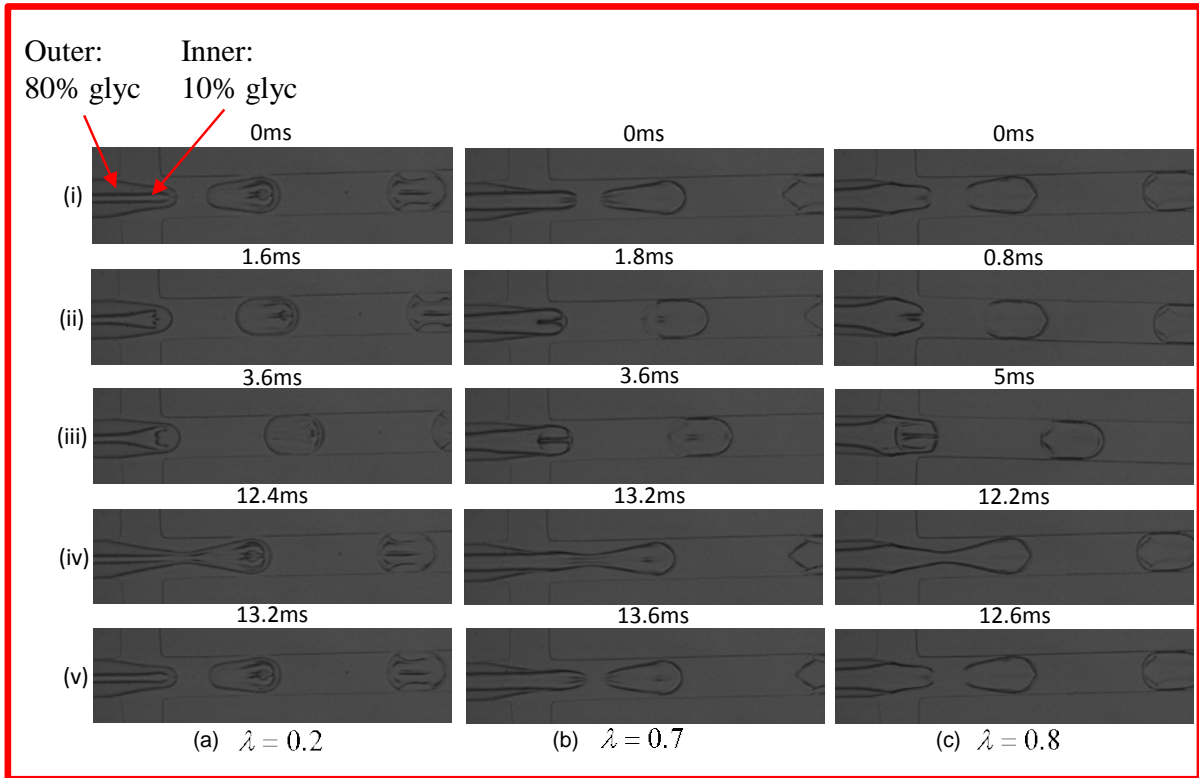 Outer:
80% glyc
Inner:
10% glyc
0ms
0ms
0ms
(i)
1.6ms
1.8ms
0.8ms
(ii)
3.6ms
3.6ms
5ms
(iii)
12.4ms
13.2ms
12.2ms
(iv)
13.2ms
13.6ms
12.6ms
(v)
(a) λ = 0.2
(b) λ = 0.7
(c) λ = 0.8